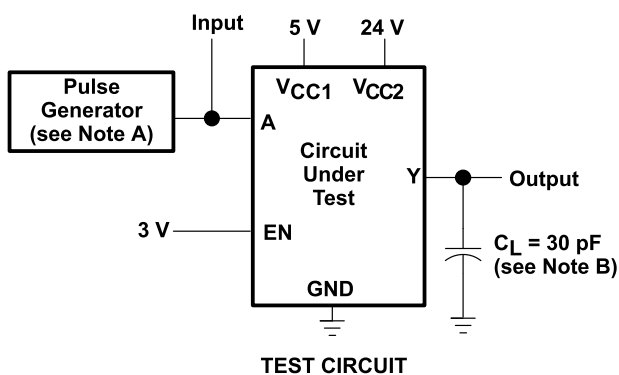 Input
5 V
24 V
Pulse
Generator
(see Note A)
VCC1
VCC2
A
Circuit
Under
Test
Y
Output
3 V
EN
CL = 30 pF
(see Note B)
GND
TEST CIRCUIT